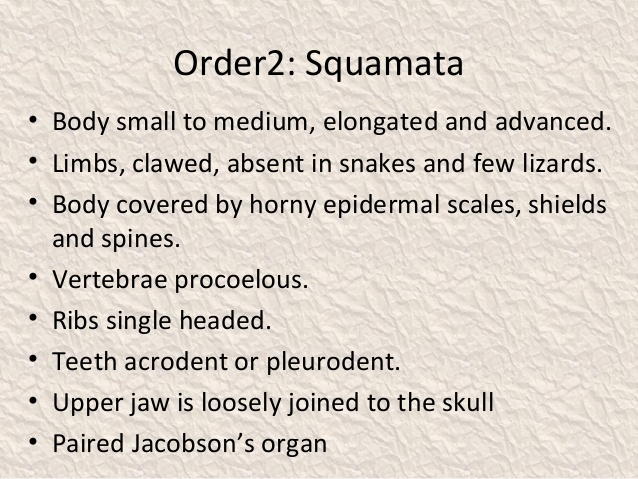 Order2: Squamata
• Body small to medium, elongated and advanced.
• Limbs, clawed, absent in snakes and few lizards.
• Body covered by horny epidermal scales, shields
and spines.
• Vertebrae procoelous.
• Ribs single headed.
• Teeth acrodent or pleurodent.
• Upper jaw is loosely joined to the skull
• Paired Jacobson’s organ